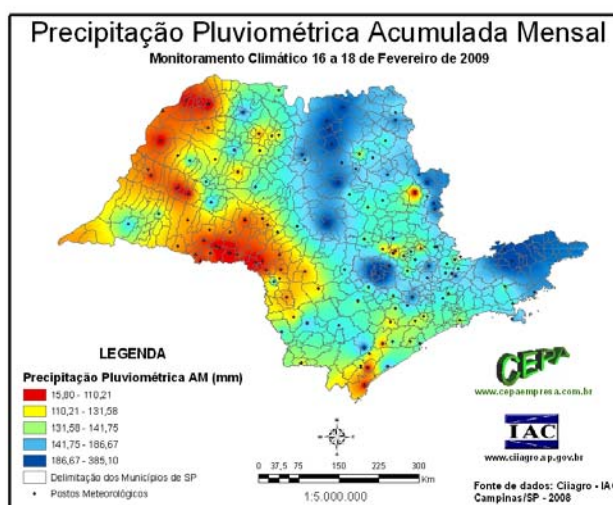 Precipitação Pluviométrica Acumulada Mensal
Monitoramento Climático 16 a 18 de Fevereiro de 2009
LEGENDA
Precipitação Pluviométrica AM (mm)
15,80 - 110,21
110,21 - 131,58
131,58 - 141,75
141,75 - 186,67
186,67 - 385,10
Delimitação dos Municípios de SP
Postos Meteorológicos
0 37,5 75 150 225 300
Km
1:5.000.000
CEPA
www.cepaempresa.com.br
IAC
www.ciiagro.sp.gov.br
Fonte de dados: Ciiagro - IAC
Campinas/SP - 2008